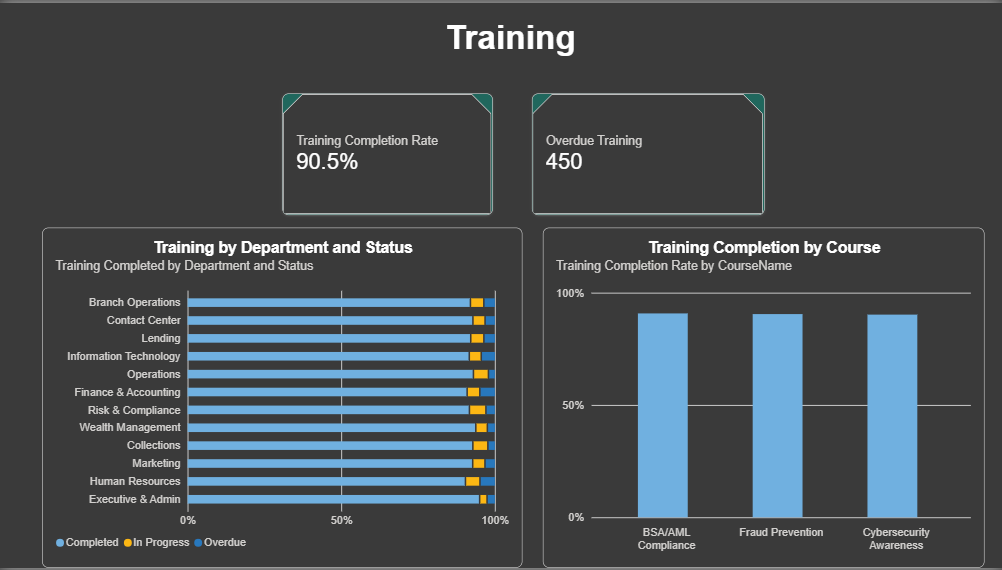 Training
Training Completion Rate
90.5%
Overdue Training
450
Training by Department and Status
Training Completed by Department and Status
Branch Operations
Contact Center
Lending
Information Technology
Operations
Finance & Accounting
Risk & Compliance
Wealth Management
Collections
Marketing
Human Resources
Executive & Admin
0% 50% 100%
Completed In Progress Overdue
Training Completion by Course
Training Completion Rate by CourseName
100%
50%
0%
BSA/AML
Compliance
Fraud Prevention
Cybersecurity
Awareness